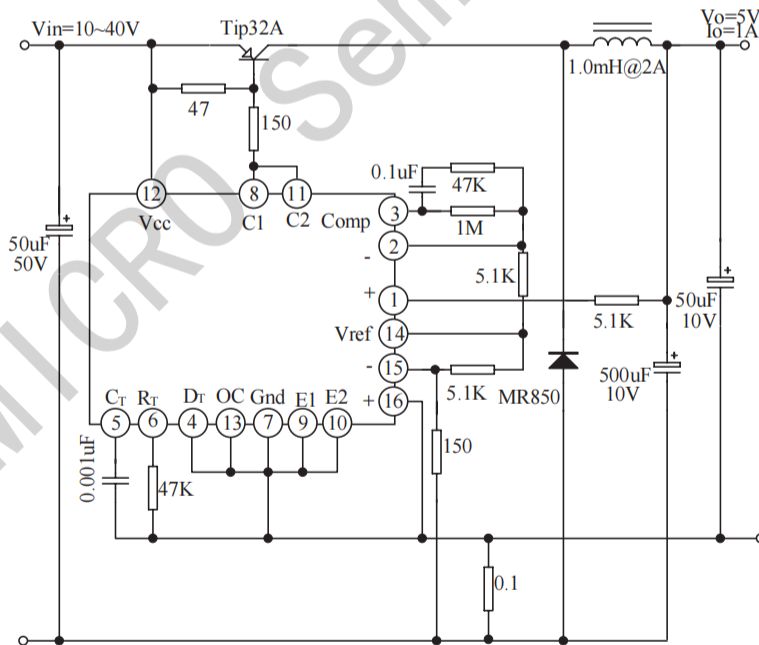 MICRO Sem
Vin=10~40V
Tip32A
Vo=5V
Io=1A
1.0mH@2A
47
150
0.1uF
47K
1M
12
8
11
3
Vcc
C1
C2
Comp
2
-
50uF
50V
5.1K
+
1
5.1K
50uF
10V
Vref
14
-
15
5.1K
MR850
500uF
10V
+
16
CT
RT
DT
OC
Gnd
E1
E2
5
6
4
13
7
9
10
0.001uF
47K
150
0.1
+
+
+